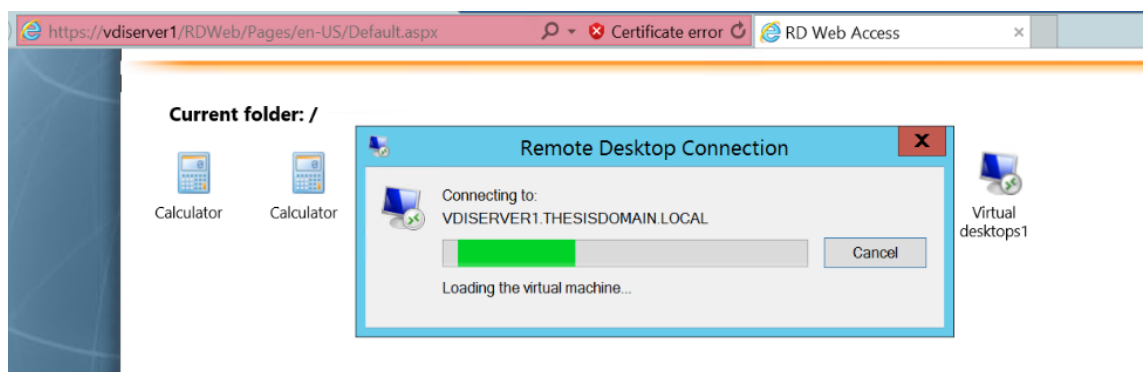 https://vdiserver1/RDWeb/Pages/en-US/Default.aspx
Certificate error
RD Web Access
Current folder: /
Calculator
Calculator
Remote Desktop Connection
Connecting to:
VDISERVER1.THESISDOMAIN.LOCAL
Cancel
Loading the virtual machine...
Virtual
desktops1